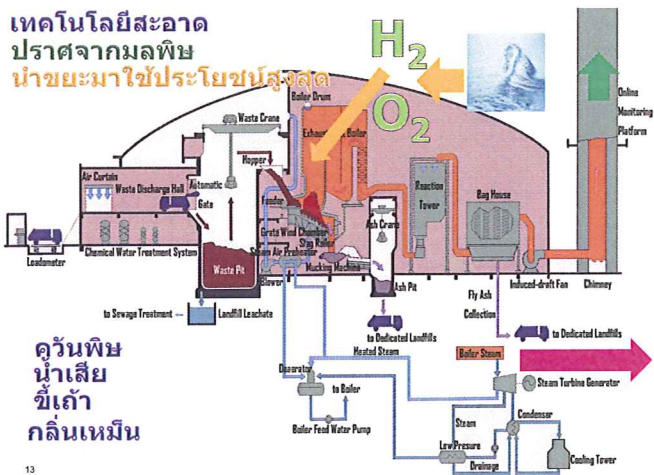 เทคโนโลยีสะอาด
ปราศจากมลพิษ
นำขยะมาใช้ประโยชน์สูงสุด
H2
O2
Boiler Drum
Waste Crane
Exhaust
Boiler
Hopper
Online
Monitoring
Platform
Air Curtain
Waste Discharge Hall
Automatic
Gate
Feeder
Grate Wind Chamber
Slag Roller
Ash Crane
Reaction
Tower
Bag House
Loadometer
Chemical Water Treatment System
Waste Pit
Steam Air Preheater
Mucking Machine
Blower
Ash Pit
Induced-draft Fan
Chimney
Fly Ash
Collection
to Sewage Treatment
Landfill Leachate
to Dedicated Landfills
to Dedicated Landfills
Heated Steam
Boiler Steam
ควันพิษ
น้ำเสีย
ขี้เถ้า
กลิ่นเหม็น
Deaerator
to Boiler
Boiler Feed Water Pump
Steam Turbine Generator
Steam
Condenser
Low Pressure
Drainage
Cooling Tower
13